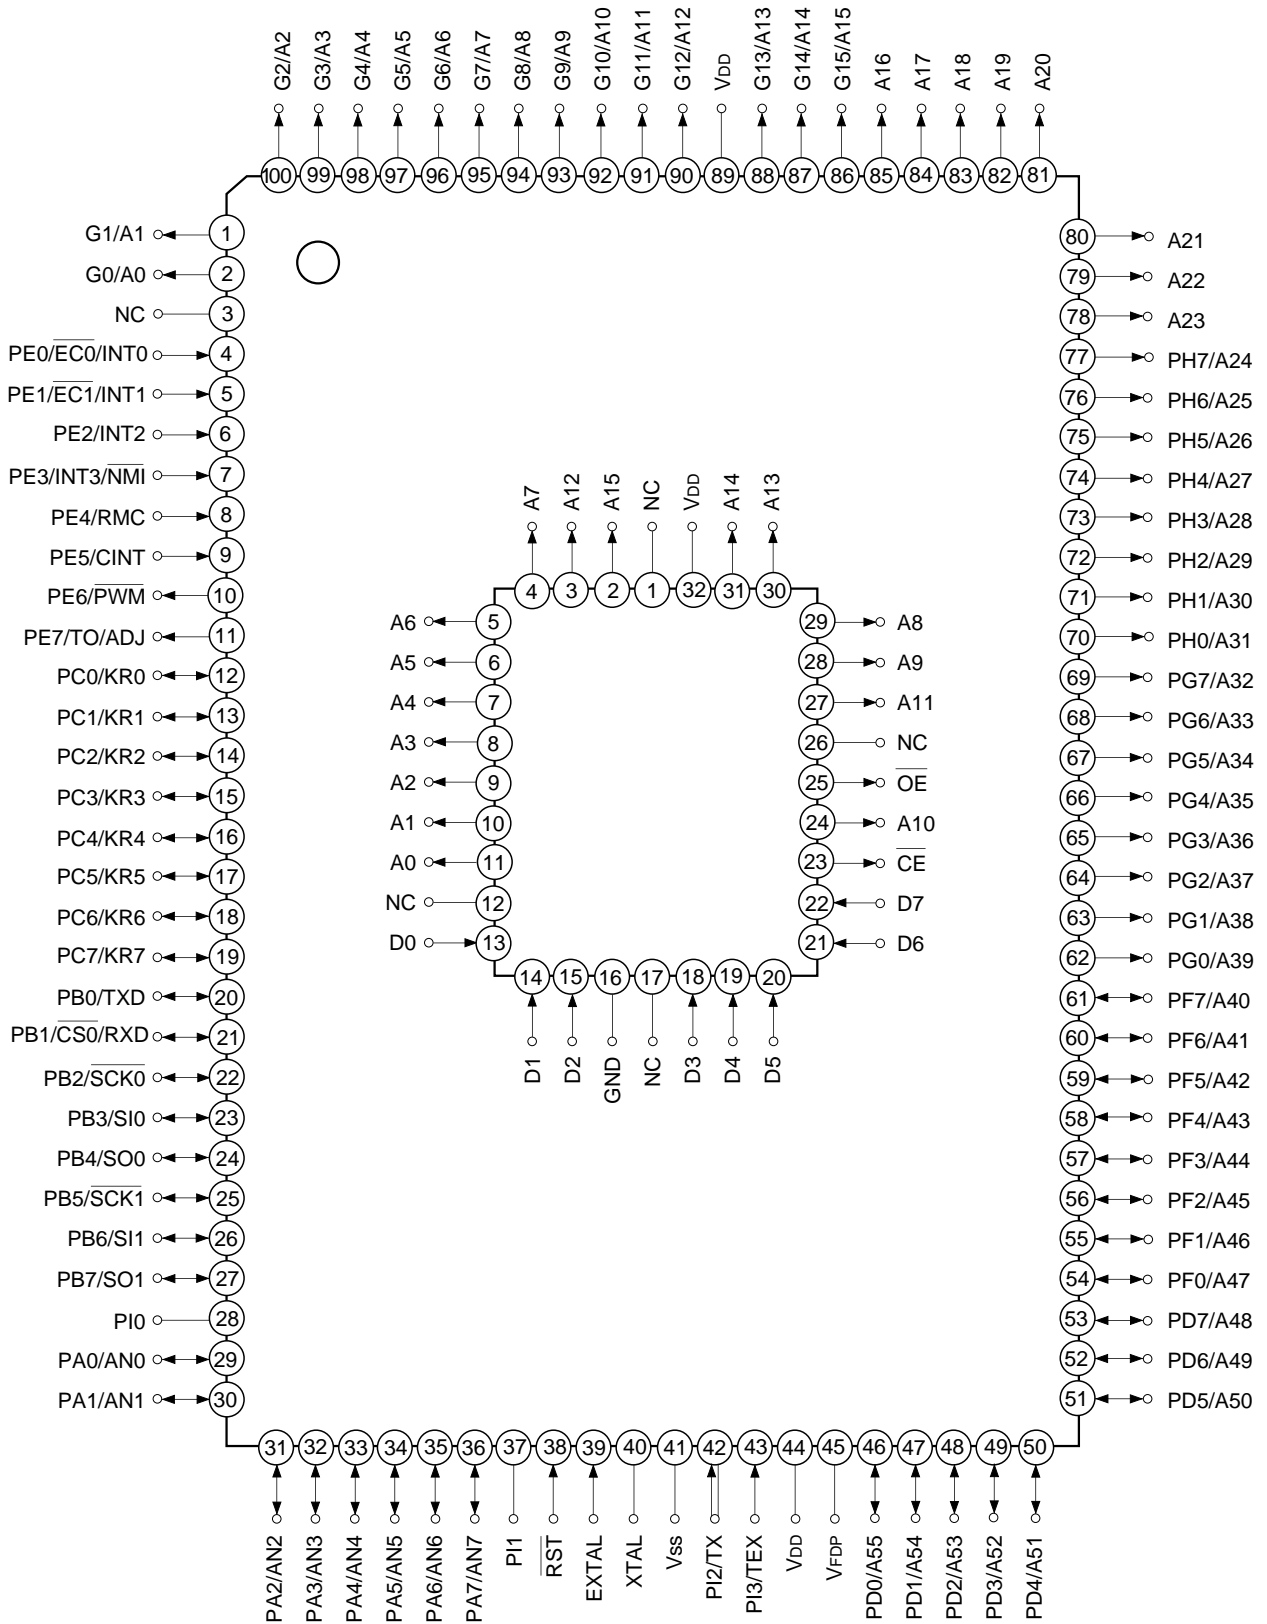 G2/A2
G3/A3
G4/A4
G5/A5
G6/A6
G7/A7
G8/A8
G9/A9
G10/A10
G11/A11
G12/A12
VDD
G13/A13
G14/A14
G15/A15
A16
A17
A18
A19
A20
100
99
98
97
96
95
94
93
92
91
90
89
88
87
86
85
84
83
82
81
G1/A1 1
G0/A0 2
NC 3
PE0/EC0/INT0 4
PE1/EC1/INT1 5
PE2/INT2 6
PE3/INT3/NMI 7
PE4/RMC 8
PE5/CINT 9
PE6/PWM 10
PE7/TO/ADJ 11
PC0/KR0 12
PC1/KR1 13
PC2/KR2 14
PC3/KR3 15
PC4/KR4 16
PC5/KR5 17
PC6/KR6 18
PC7/KR7 19
PB0/TXD 20
PB1/CS0/RXD 21
PB2/SCK0 22
PB3/SI0 23
PB4/SO0 24
PB5/SCK1 25
PB6/SI1 26
PB7/SO1 27
PI0 28
PA0/AN0 29
PA1/AN1 30
A7
A12
A15
NC
VDD
A14
A13
4
3
2
1
32
31
30
A6 5
A5 6
A4 7
A3 8
A2 9
A1 10
A0 11
NC 12
D0 13
29 A8
28 A9
27 A11
26 NC
25 OE
24 A10
23 CE
22 D7
21 D6
14
15
16
17
18
19
20
D1
D2
GND
NC
D3
D4
D5
80 A21
79 A22
78 A23
77 PH7/A24
76 PH6/A25
75 PH5/A26
74 PH4/A27
73 PH3/A28
72 PH2/A29
71 PH1/A30
70 PH0/A31
69 PG7/A32
68 PG6/A33
67 PG5/A34
66 PG4/A35
65 PG3/A36
64 PG2/A37
63 PG1/A38
62 PG0/A39
61 PF7/A40
60 PF6/A41
59 PF5/A42
58 PF4/A43
57 PF3/A44
56 PF2/A45
55 PF1/A46
54 PF0/A47
53 PD7/A48
52 PD6/A49
51 PD5/A50
31
32
33
34
35
36
37
38
39
40
41
42
43
44
45
46
47
48
49
50
PA2/AN2
PA3/AN3
PA4/AN4
PA5/AN5
PA6/AN6
PA7/AN7
PI1
RST
EXTAL
XTAL
Vss
PI2/TX
PI3/TEX
VDD
VFDP
PD0/A55
PD1/A54
PD2/A53
PD3/A52
PD4/A51